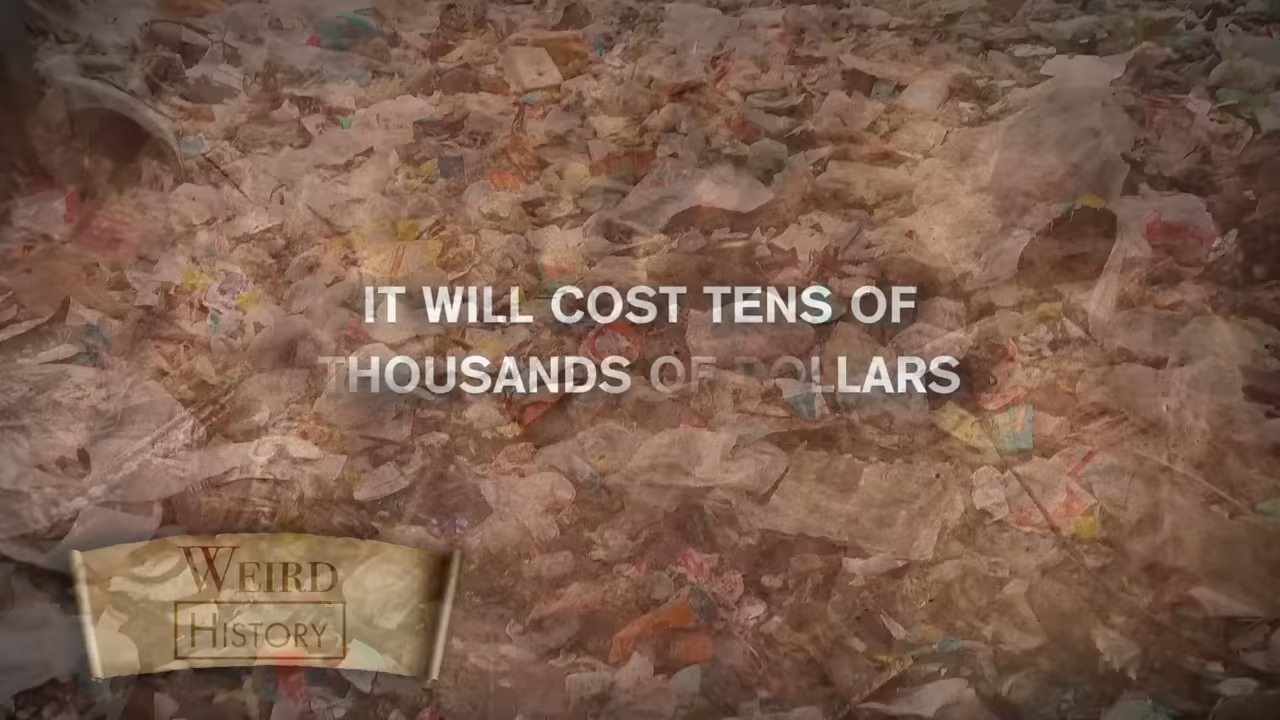 IT WILL COST TENS OF
THOUSANDS OF DOLLARS
WEIRD
HISTORY